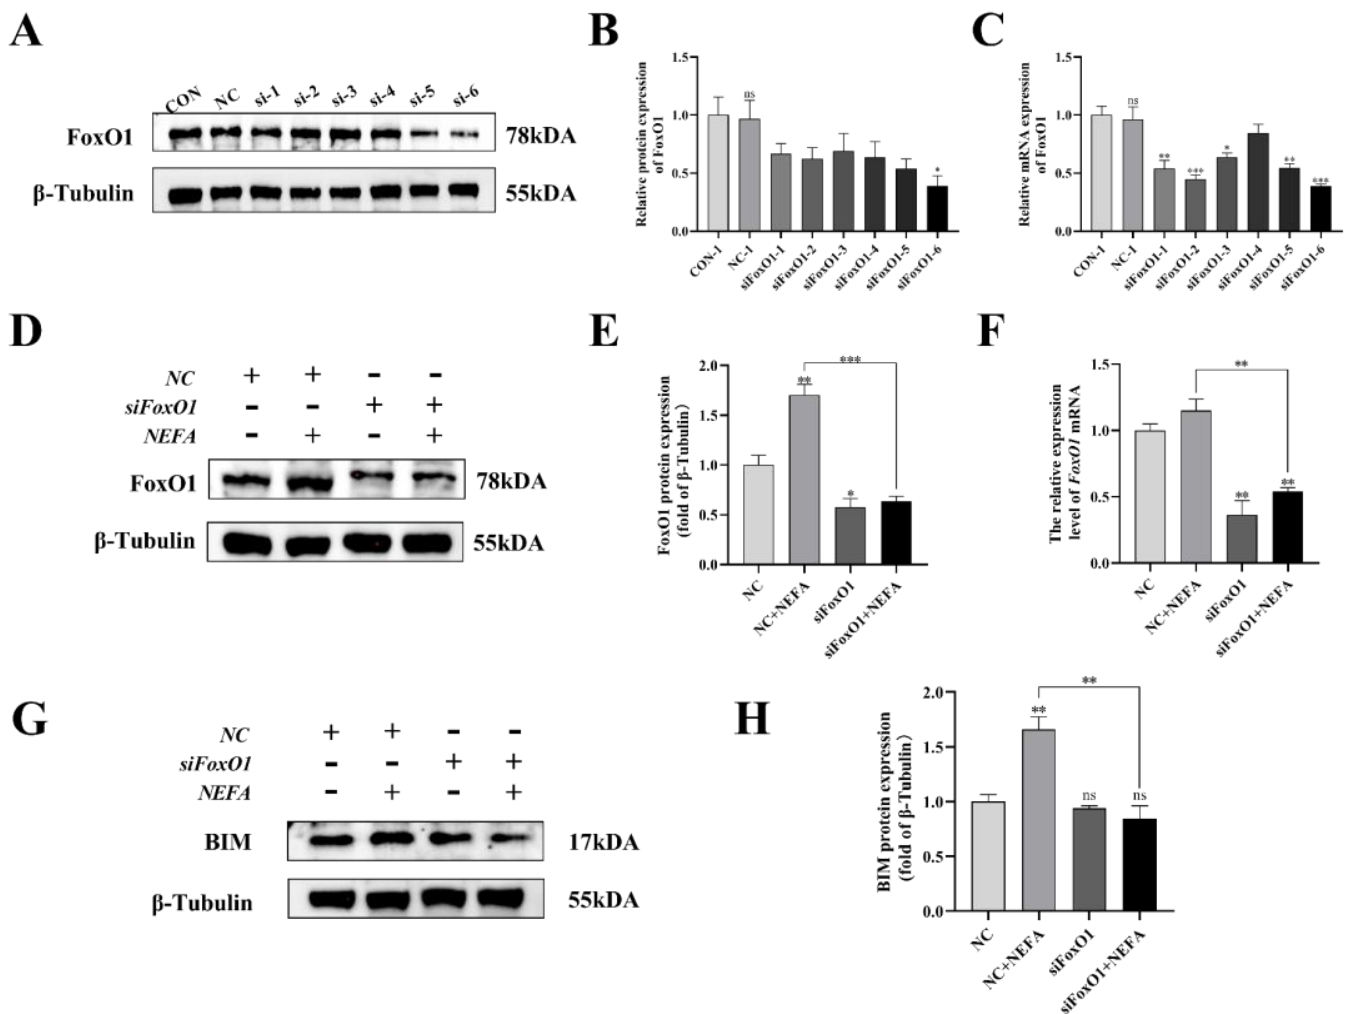 A
CON NC si-1 si-2 si-3 si-4 si-5 si-6
FoxO1 78kDA
β-Tubulin 55kDA
B
Relative protein expression
of FoxO1
1.5
1.0
0.5
0.0
ns
*
CON-1 NC-1 siFoxO1-1 siFoxO1-2 siFoxO1-3 siFoxO1-4 siFoxO1-5 siFoxO1-6
C
Relative mRNA expression
of FoxO1
1.5
1.0
0.5
0.0
ns ** *** * ** ***
CON-1 NC-1 siFoxO1-1 siFoxO1-2 siFoxO1-3 siFoxO1-4 siFoxO1-5 siFoxO1-6
D
NC + + - -
siFoxO1 - - + +
NEFA - + - +
FoxO1 78kDA
β-Tubulin 55kDA
E
FoxO1 protein expression
(fold of β-Tubulin)
2.0
1.5
1.0
0.5
0.0
***
** *
NC NC+NEFA siFoxO1 siFoxO1+NEFA
F
The relative expression
level of FoxO1 mRNA
1.5
1.0
0.5
0.0
**
** **
NC NC+NEFA siFoxO1 siFoxO1+NEFA
G
NC + + - -
siFoxO1 - - + +
NEFA - + - +
BIM 17kDA
β-Tubulin 55kDA
H
BIM protein expression
(fold of β-Tubulin)
2.0
1.5
1.0
0.5
0.0
**
** ns ns
NC NC+NEFA siFoxO1 siFoxO1+NEFA